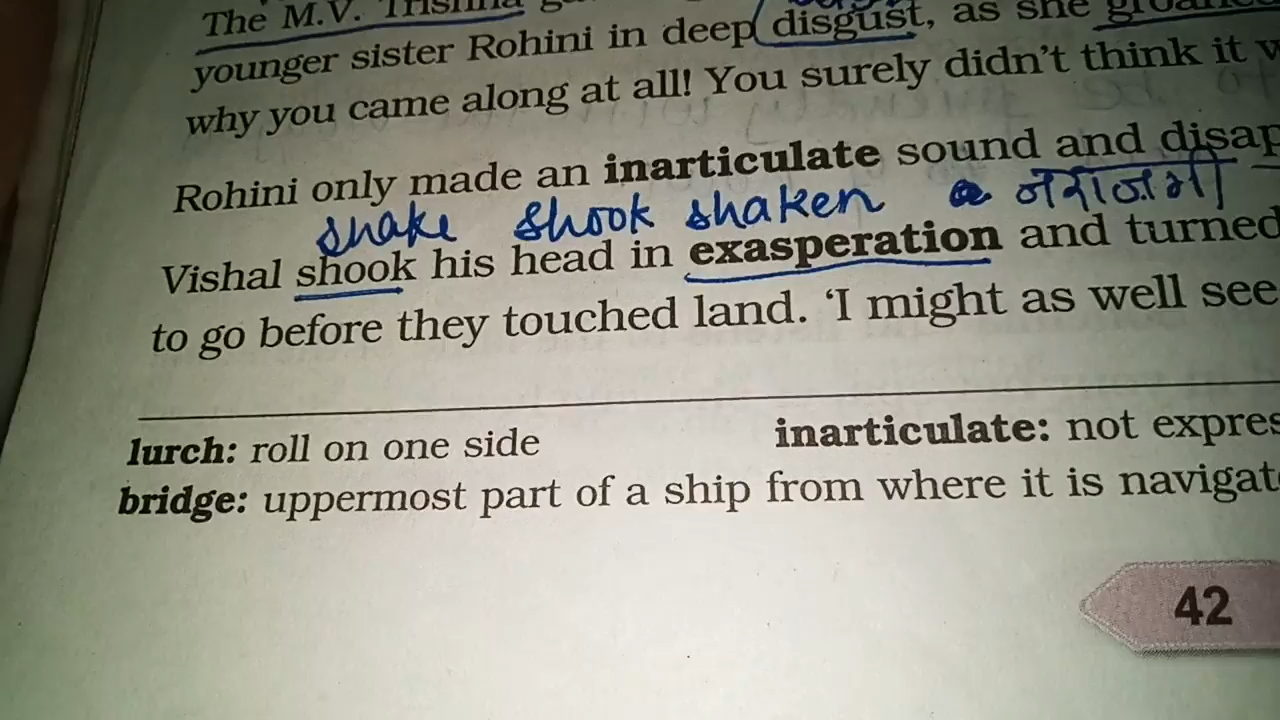 The M.V. Trishna
younger sister Rohini in deep disgust, as she groaned
why you came along at all! You surely didn't think it w
Rohini only made an inarticulate sound and disap
shake shook shaken
Vishal shook his head in exasperation and turned
to go before they touched land. 'I might as well see
lurch: roll on one side
inarticulate: not expres
bridge: uppermost part of a ship from where it is navigat
42